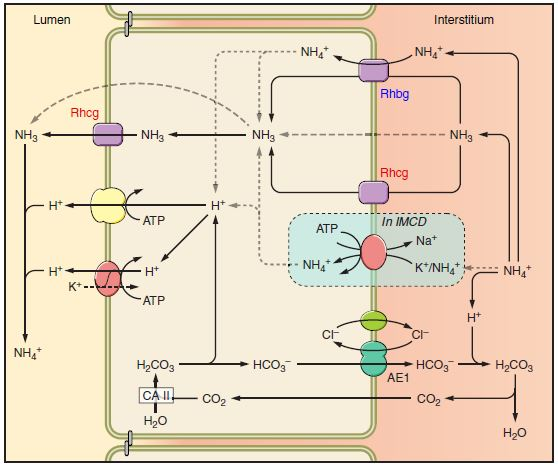 Lumen
Interstitium
NH₄⁺
NH₄⁺
Rhbg
Rhcg
NH₃
NH₃
NH₃
NH₃
Rhcg
H⁺
ATP
H⁺
In IMCD
ATP
Na⁺
NH₄⁺
K⁺/NH₄⁺
NH₄⁺
H⁺
H⁺
K⁺
ATP
H⁺
Cl⁻
Cl⁻
NH₄⁺
H₂CO₃
HCO₃⁻
HCO₃⁻
H₂CO₃
AE1
CA II
CO₂
CO₂
H₂O
H₂O